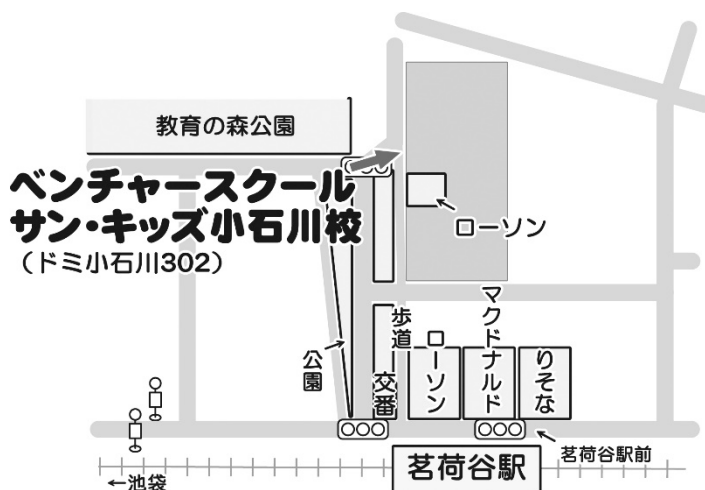 教育の森公園
ベンチャースクール
サン・キッズ小石川校
（ドミ小石川302）
ローソン
公園
交番
歩道
ローソン
マクドナルド
りそな
茗荷谷駅
茗荷谷駅前
←池袋